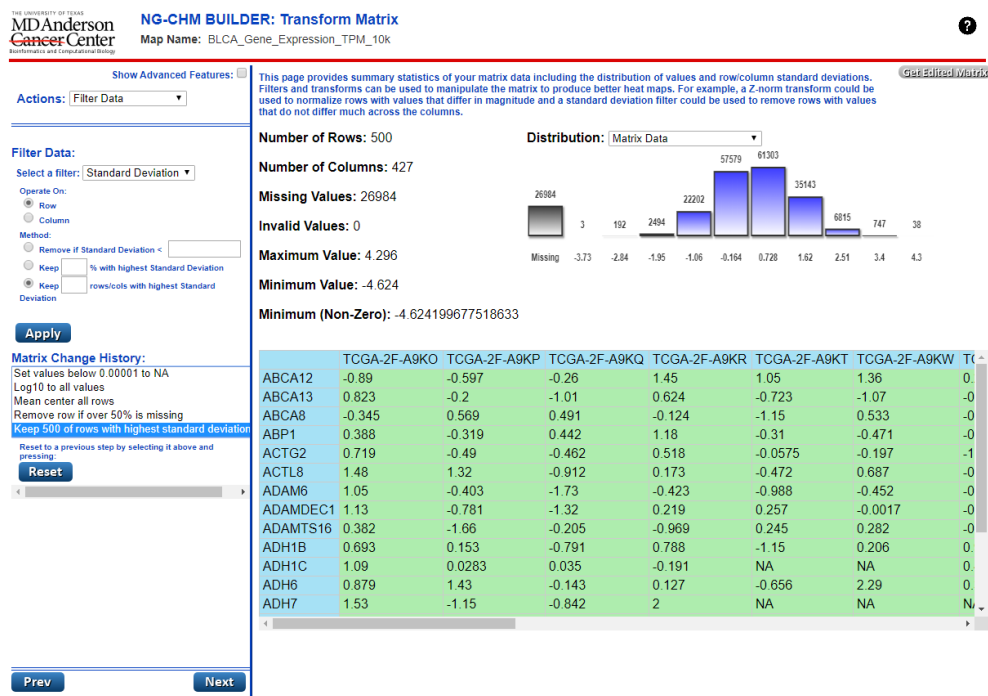 THE UNIVERSITY OF TEXAS
MD Anderson
Cancer Center
Bioinformatics and Computational Biology
NG-CHM BUILDER: Transform Matrix
Map Name: BLCA_Gene_Expression_TPM_10k
?
Show Advanced Features:
Actions: Filter Data
Filter Data:
Select a filter: Standard Deviation
Operate On:
Row
Column
Method:
Remove if Standard Deviation <
Keep % with highest Standard Deviation
Keep rows/cols with highest Standard
Deviation
Apply
Matrix Change History:
Set values below 0.00001 to NA
Log10 to all values
Mean center all rows
Remove row if over 50% is missing
Keep 500 of rows with highest standard deviation
Reset to a previous step by selecting it above and
pressing:
Reset
Prev
Next
This page provides summary statistics of your matrix data including the distribution of values and row/column standard deviations.
Filters and transforms can be used to manipulate the matrix to produce better heat maps. For example, a Z-norm transform could be
used to normalize rows with values that differ in magnitude and a standard deviation filter could be used to remove rows with values
that do not differ much across the columns.
Get Edited Matrix
Number of Rows: 500
Number of Columns: 427
Missing Values: 26984
Invalid Values: 0
Maximum Value: 4.296
Minimum Value: -4.624
Minimum (Non-Zero): -4.624199677518633
Distribution: Matrix Data
26984 3 192 2494 22202 57579 61303 35143 6815 747 38
Missing -3.73 -2.84 -1.95 -1.06 -0.164 0.728 1.62 2.51 3.4 4.3
TCGA-2F-A9KO TCGA-2F-A9KP TCGA-2F-A9KQ TCGA-2F-A9KR TCGA-2F-A9KT TCGA-2F-A9KW TC
ABCA12 -0.89 -0.597 -0.26 1.45 1.05 1.36 0.
ABCA13 0.823 -0.2 -1.01 0.624 -0.723 -1.07 -0
ABCA8 -0.345 0.569 0.491 -0.124 -1.15 0.533 -0
ABP1 0.388 -0.319 0.442 1.18 -0.31 -0.471 -0
ACTG2 0.719 -0.49 -0.462 0.518 -0.0575 -0.197 -1
ACTL8 1.48 1.32 -0.912 0.173 -0.472 0.687 -0
ADAM6 1.05 -0.403 -1.73 -0.423 -0.988 -0.452 -0
ADAMDEC1 1.13 -0.781 -1.32 0.219 0.257 -0.0017 -0
ADAMTS16 0.382 -1.66 -0.205 -0.969 0.245 0.282 -0
ADH1B 0.693 0.153 -0.791 0.788 -1.15 0.206 0.
ADH1C 1.09 0.0283 0.035 -0.191 NA NA 0.
ADH6 0.879 1.43 -0.143 0.127 -0.656 2.29 0.
ADH7 1.53 -1.15 -0.842 2 NA NA N